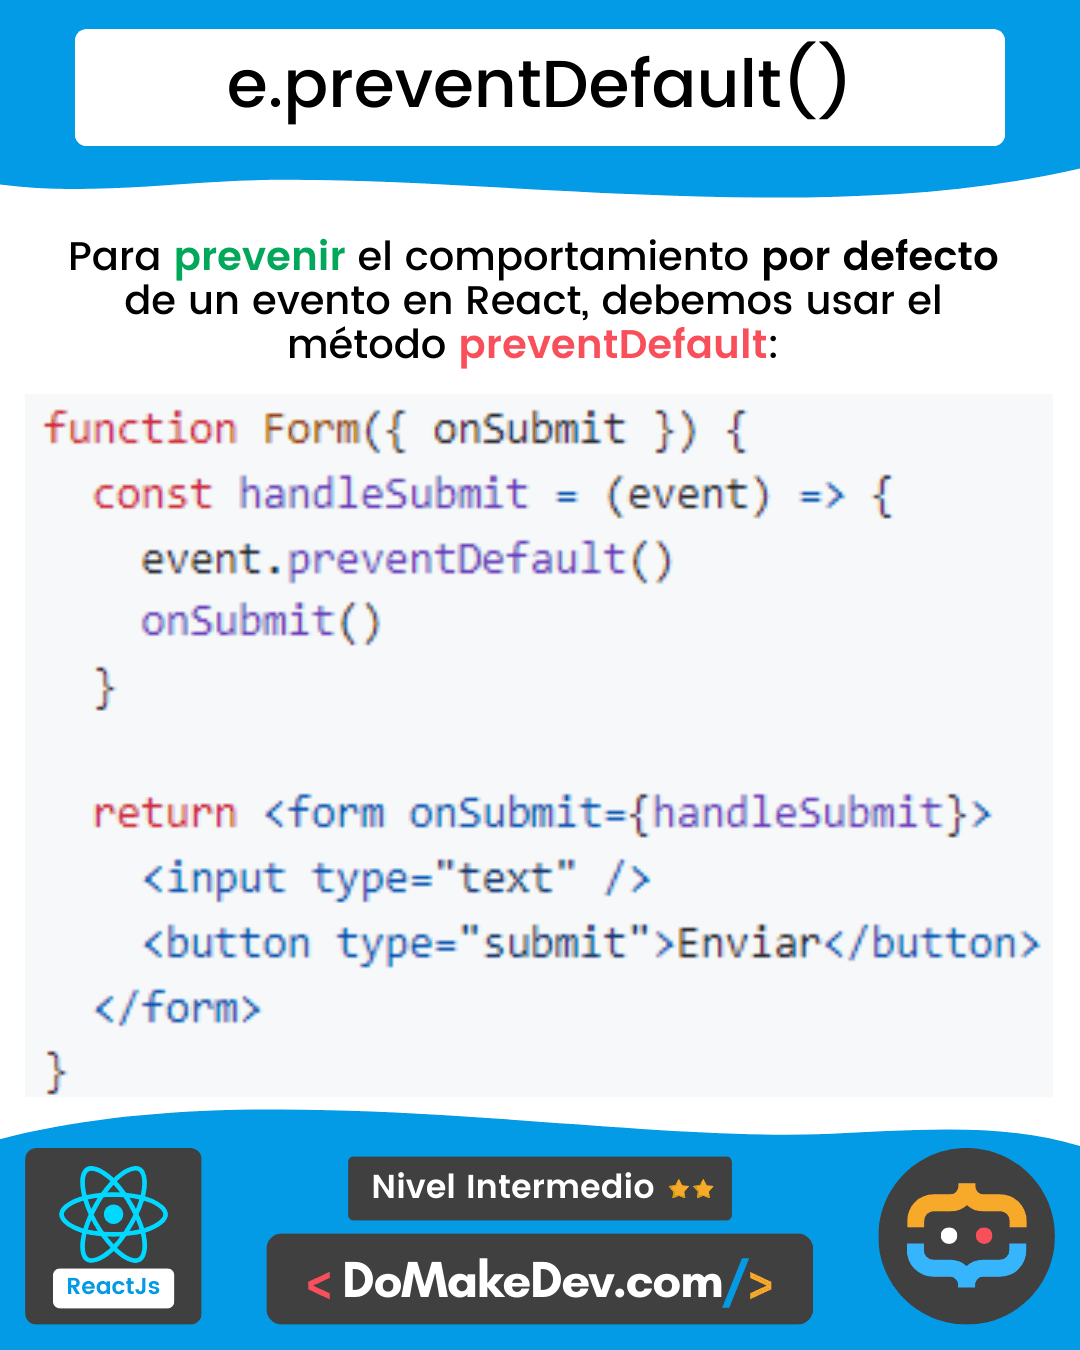 e.preventDefault()
Para prevenir el comportamiento por defecto
de un evento en React, debemos usar el
método preventDefault:
function Form({ onSubmit }) {
  const handleSubmit = (event) => {
    event.preventDefault()
    onSubmit()
  }
  return <form onSubmit={handleSubmit}>
    <input type="text" />
    <button type="submit">Enviar</button>
  </form>
}
Nivel Intermedio
ReactJs
< DoMakeDev.com/>